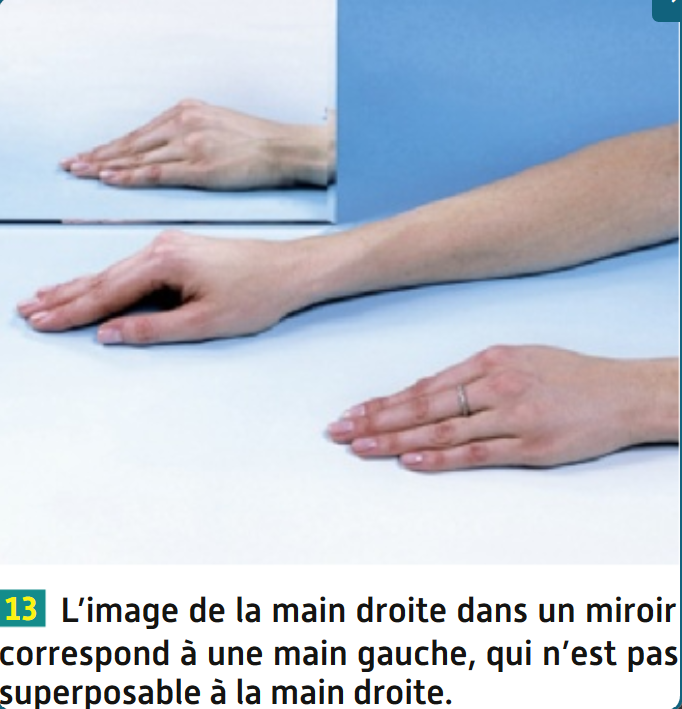 13 L’image de la main droite dans un miroir
correspond à une main gauche, qui n’est pas
superposable à la main droite.